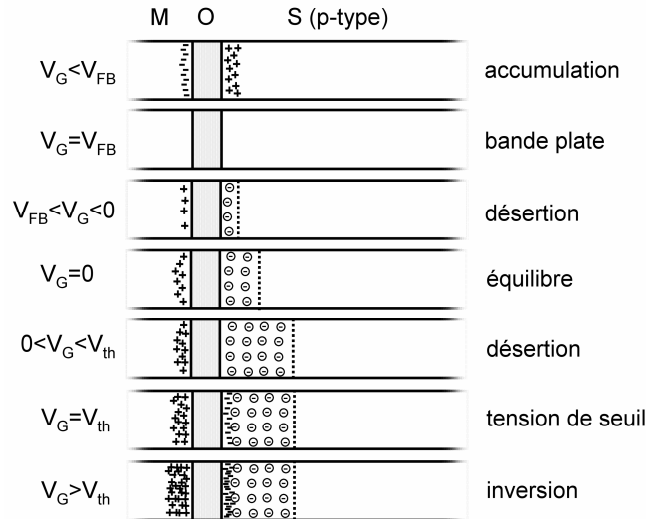 M O S (p-type)
V_G<V_FB accumulation
V_G=V_FB bande plate
V_FB<V_G<0 désertion
V_G=0 équilibre
0<V_G<V_th désertion
V_G=V_th tension de seuil
V_G>V_th inversion